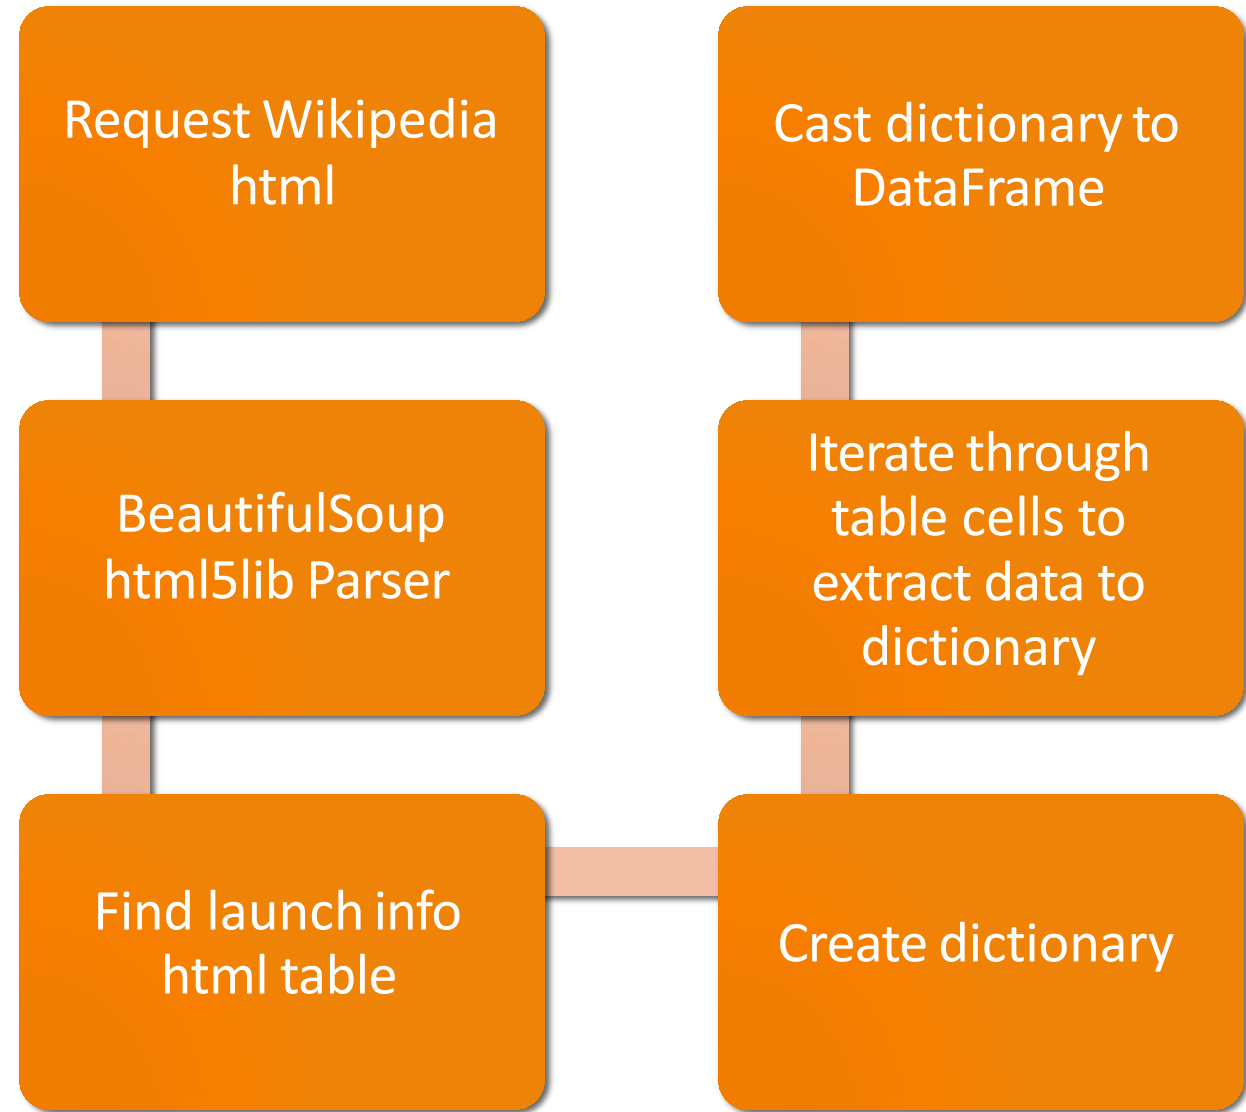 Request Wikipedia
html
BeautifulSoup
html5lib Parser
Find launch info
html table
Create dictionary
Iterate through
table cells to
extract data to
dictionary
Cast dictionary to
DataFrame